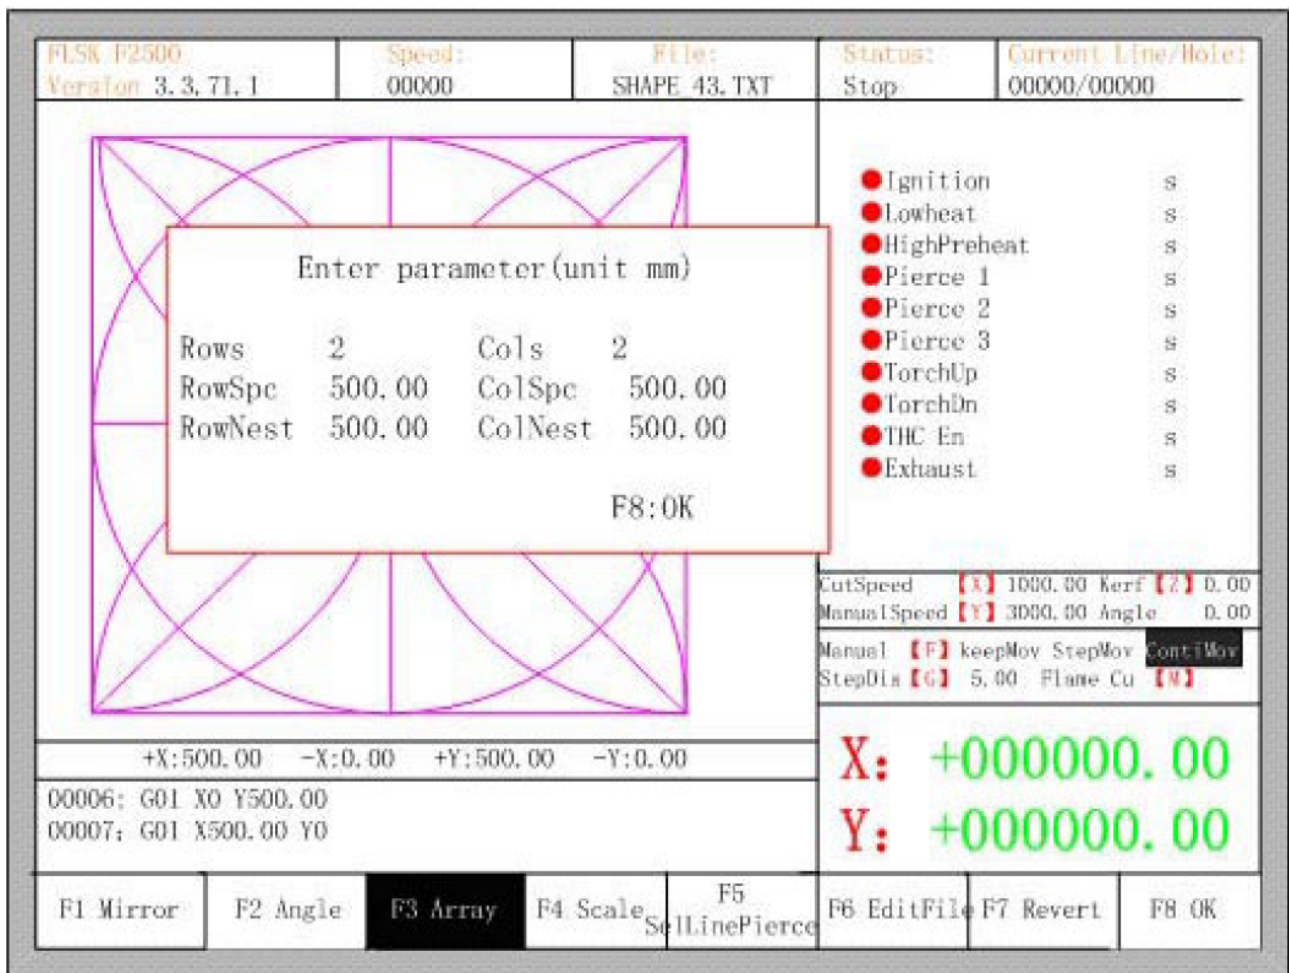 FLSK F2500
Version 3.3.71.1
Speed:
00000
File:
SHAPE_43.TXT
Status:
Stop
Current Line/Hole:
00000/00000
Enter parameter(unit mm)
Rows 2 Cols 2
RowSpc 500.00 ColSpc 500.00
RowNest 500.00 ColNest 500.00
F8:OK
Ignition s
Lowheat s
HighPreheat s
Pierce 1 s
Pierce 2 s
Pierce 3 s
TorchUp s
TorchDn s
THC En s
Exhaust s
CutSpeed 【X】 1000.00 Kerf【Z】0.00
ManualSpeed【Y】3000.00 Angle 0.00
Manual 【F】keepMov StepMov ContiMov
StepDis【G】 5.00 Flame Cu 【M】
+X:500.00 -X:0.00 +Y:500.00 -Y:0.00
00006: G01 X0 Y500.00
00007: G01 X500.00 Y0
X: +000000.00
Y: +000000.00
F1 Mirror
F2 Angle
F3 Array
F4 Scale
F5
SelLinePierce
F6 EditFile
F7 Revert
F8 OK